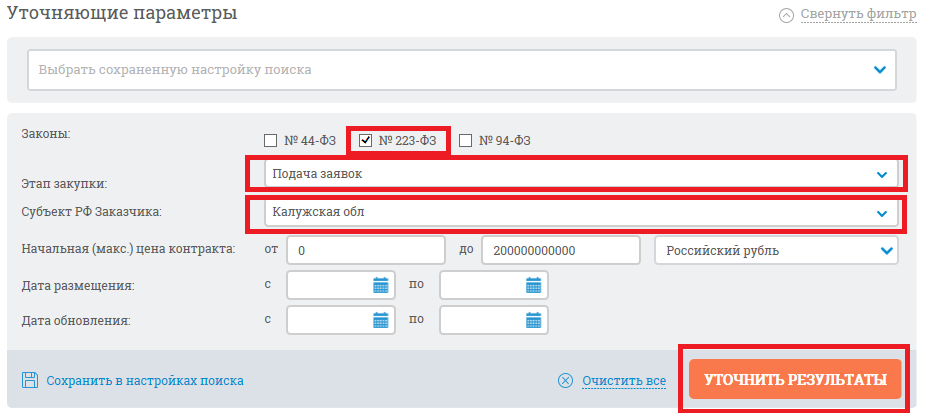 Уточняющие параметры
Свернуть фильтр
Выбрать сохраненную настройку поиска
Законы:
№ 44-ФЗ № 223-ФЗ № 94-ФЗ
Этап закупки: Подача заявок
Субъект РФ Заказчика: Калужская обл
Начальная (макс.) цена контракта: от 0 до 200000000000 Российский рубль
Дата размещения: с по
Дата обновления: с по
Сохранить в настройках поиска Очистить все УТОЧНИТЬ РЕЗУЛЬТАТЫ